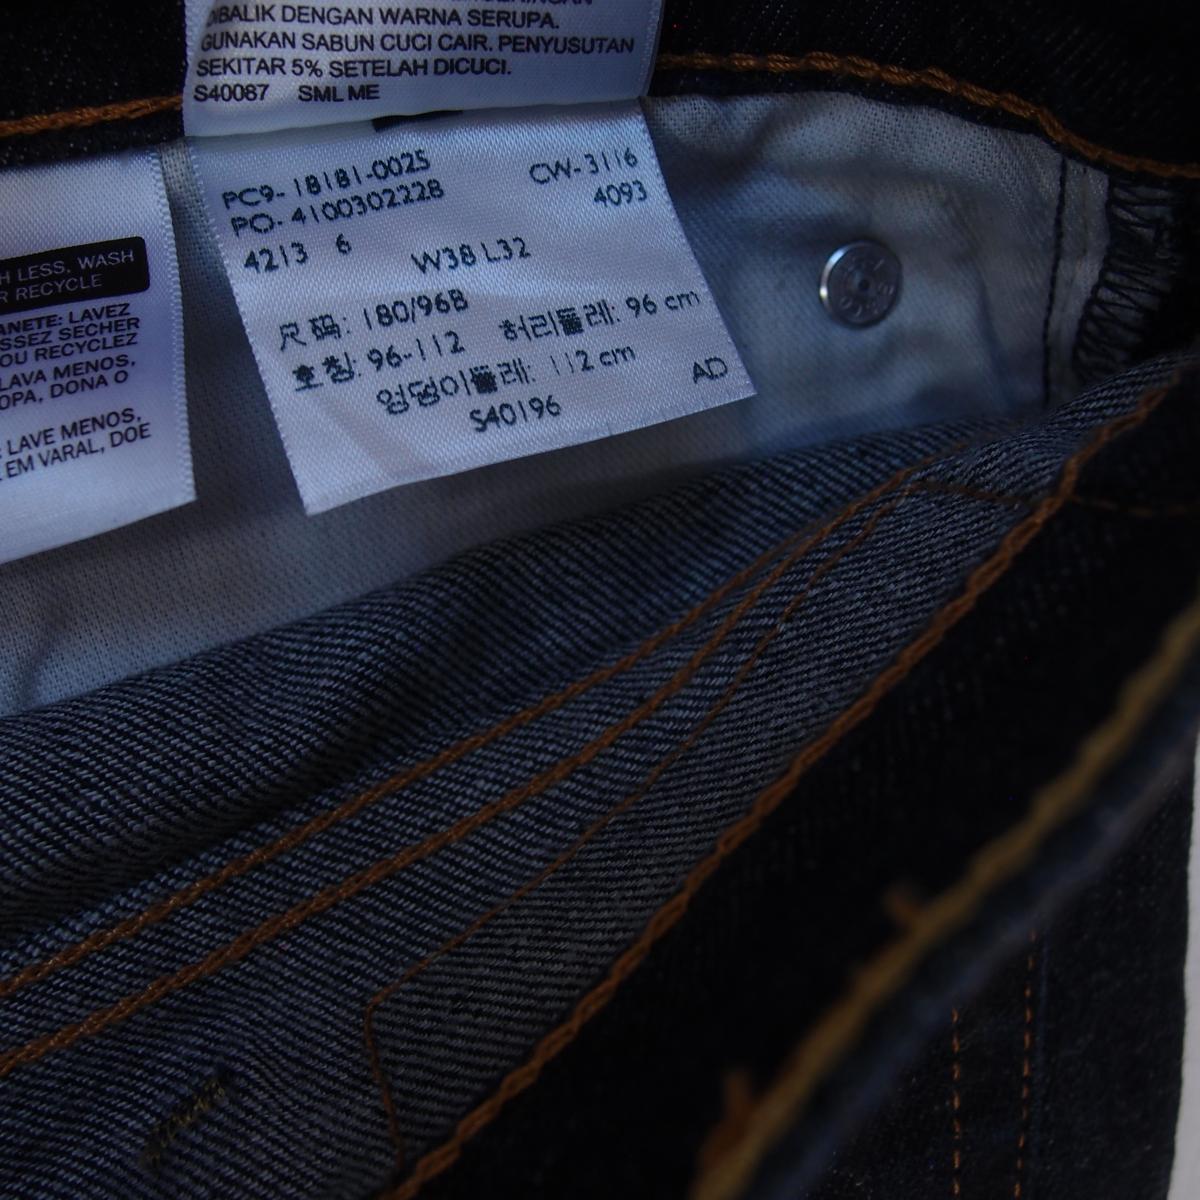 DIBALIK DENGAN WARNA SERUPA.
GUNAKAN SABUN CUCI CAIR. PENYUSUTAN
SEKITAR 5% SETELAH DICUCI.
S40087 SML ME
PC9-18181-0025 CW-3116
PO-4100302228 4093
4213 6
W38 L32
尺码: 180/96B
호칭: 96-112 허리둘레: 96 cm
엉덩이둘레: 112 cm
AD
S40196
LESS, WASH
RECYCLE
LAVEZ
SECHER
OU RECYCLEZ
LAVA MENOS,
DONA O
LAVE MENOS,
EM VARAL, DOE